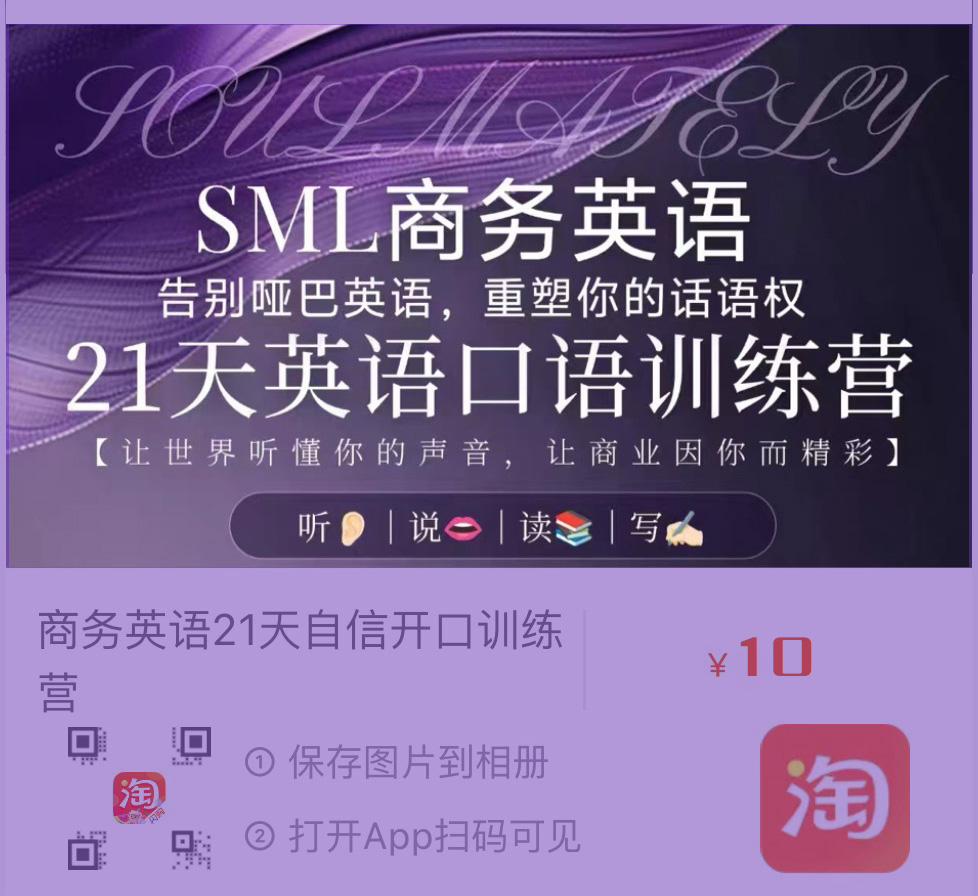 SOULMATELY
SML商务英语
告别哑巴英语，重塑你的话语权
21天英语口语训练营
【让世界听懂你的声音，让商业因你而精彩】
听👂🏻｜说👄｜读📚｜写✍🏻
商务英语21天自信开口训练
营
¥10
淘
① 保存图片到相册
② 打开App扫码可见
淘